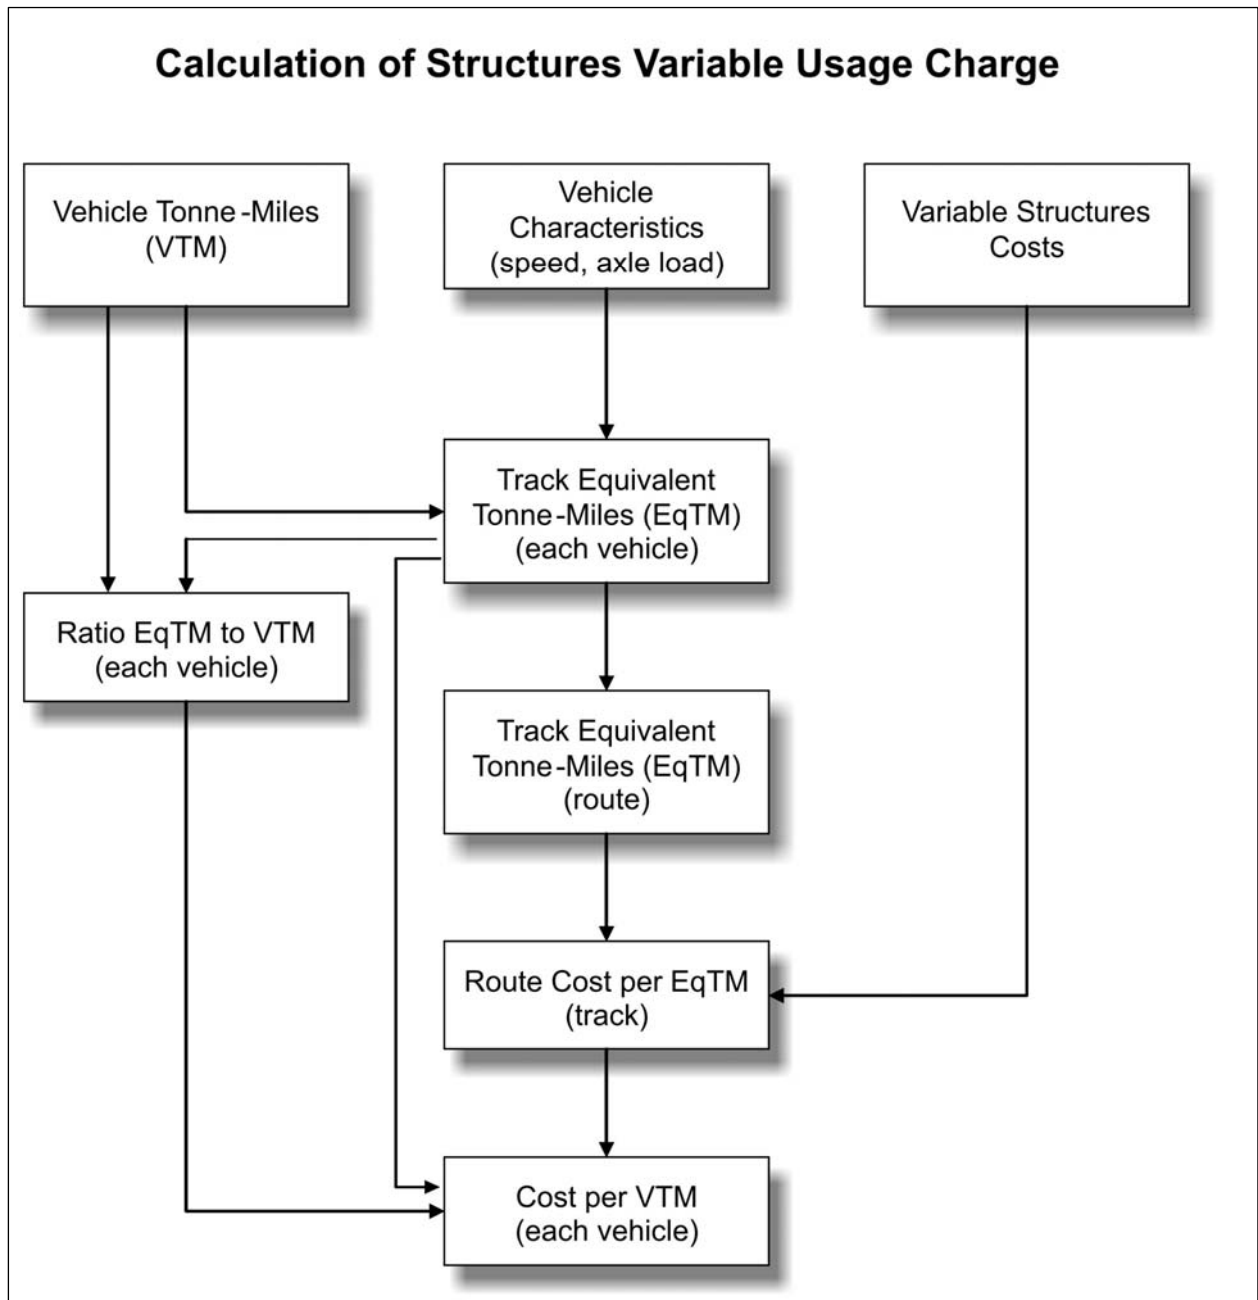 Calculation of Structures Variable Usage Charge
Vehicle Tonne-Miles
(VTM)
Vehicle
Characteristics
(speed, axle load)
Variable Structures
Costs
Track Equivalent
Tonne-Miles (EqTM)
(each vehicle)
Ratio EqTM to VTM
(each vehicle)
Track Equivalent
Tonne-Miles (EqTM)
(route)
Route Cost per EqTM
(track)
Cost per VTM
(each vehicle)